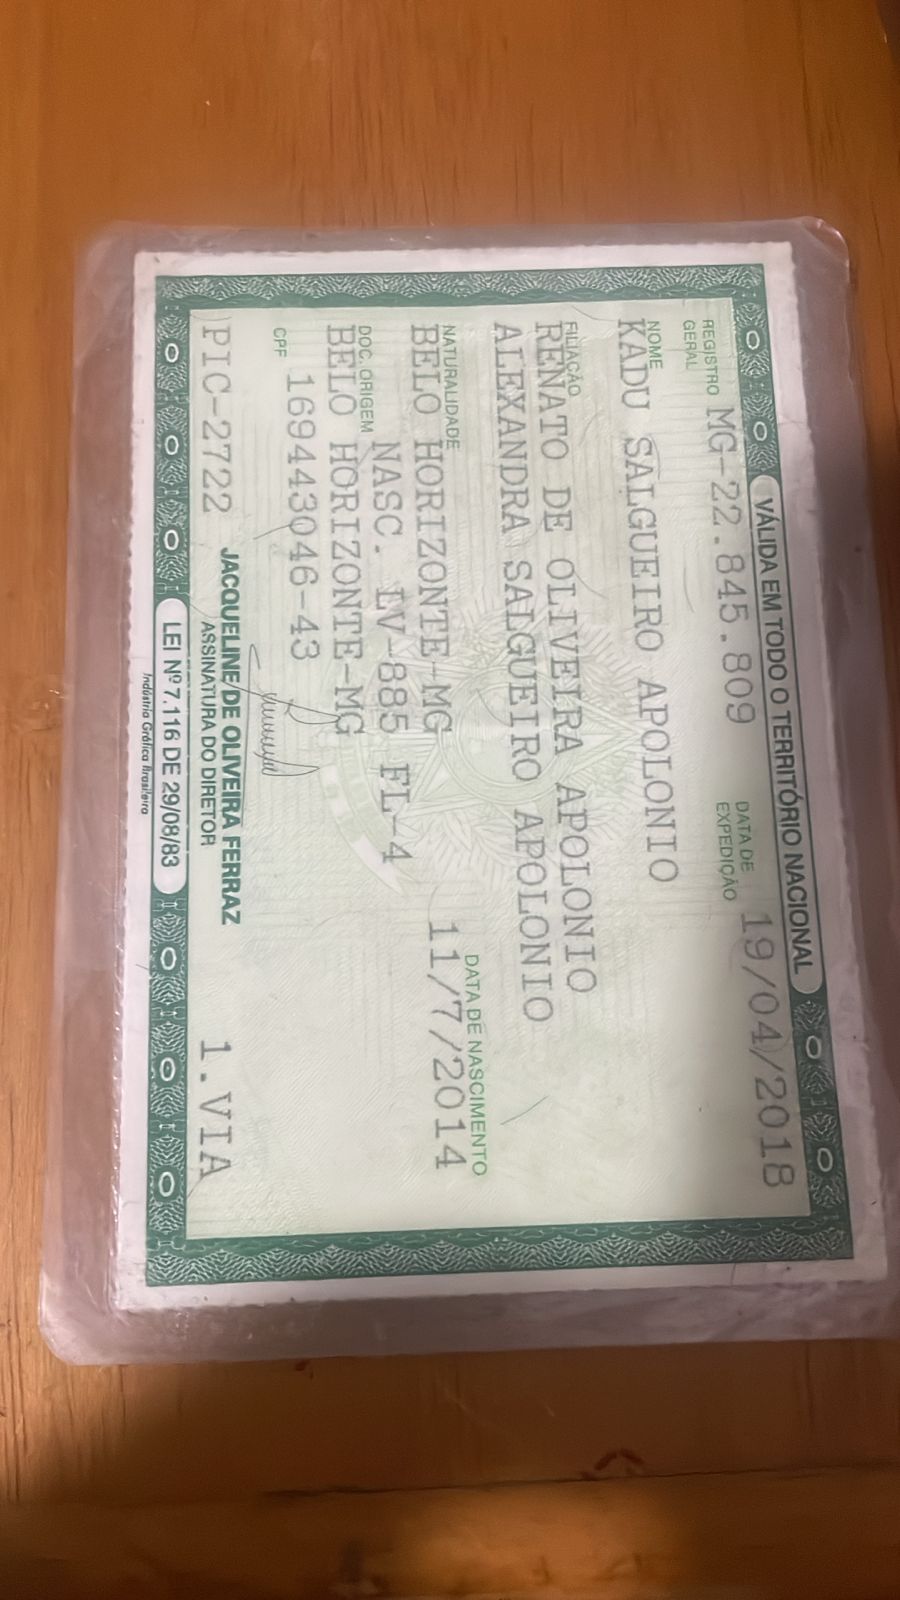 VÁLIDA EM TODO O TERRITÓRIO NACIONAL
REGISTRO GERAL MG-22.845.809 DATA DE EXPEDIÇÃO 19/04/2018
NOME
KADU SALGUEIRO APOLONIO
FILIAÇÃO
RENATO DE OLIVEIRA APOLONIO
ALEXANDRA SALGUEIRO APOLONIO
NATURALIDADE DATA DE NASCIMENTO
BELO HORIZONTE-MG 11/7/2014
DOC. ORIGEM NASC. LV-885 FL-4
BELO HORIZONTE-MG
CPF 169443046-43
JACQUELINE DE OLIVEIRA FERRAZ
PIC-2722 ASSINATURA DO DIRETOR 1.VIA
LEI Nº 7.116 DE 29/08/83
Indústria Gráfica Brasileira